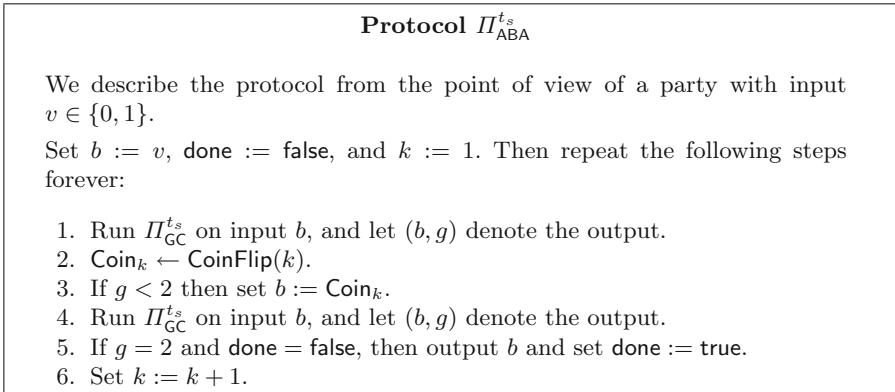 Protocol Π_ABA^{t_s}
We describe the protocol from the point of view of a party with input
v ∈ {0, 1}.
Set b := v, done := false, and k := 1. Then repeat the following steps
forever:
1. Run Π_GC^{t_s} on input b, and let (b, g) denote the output.
2. Coin_k ← CoinFlip(k).
3. If g < 2 then set b := Coin_k.
4. Run Π_GC^{t_s} on input b, and let (b, g) denote the output.
5. If g = 2 and done = false, then output b and set done := true.
6. Set k := k + 1.